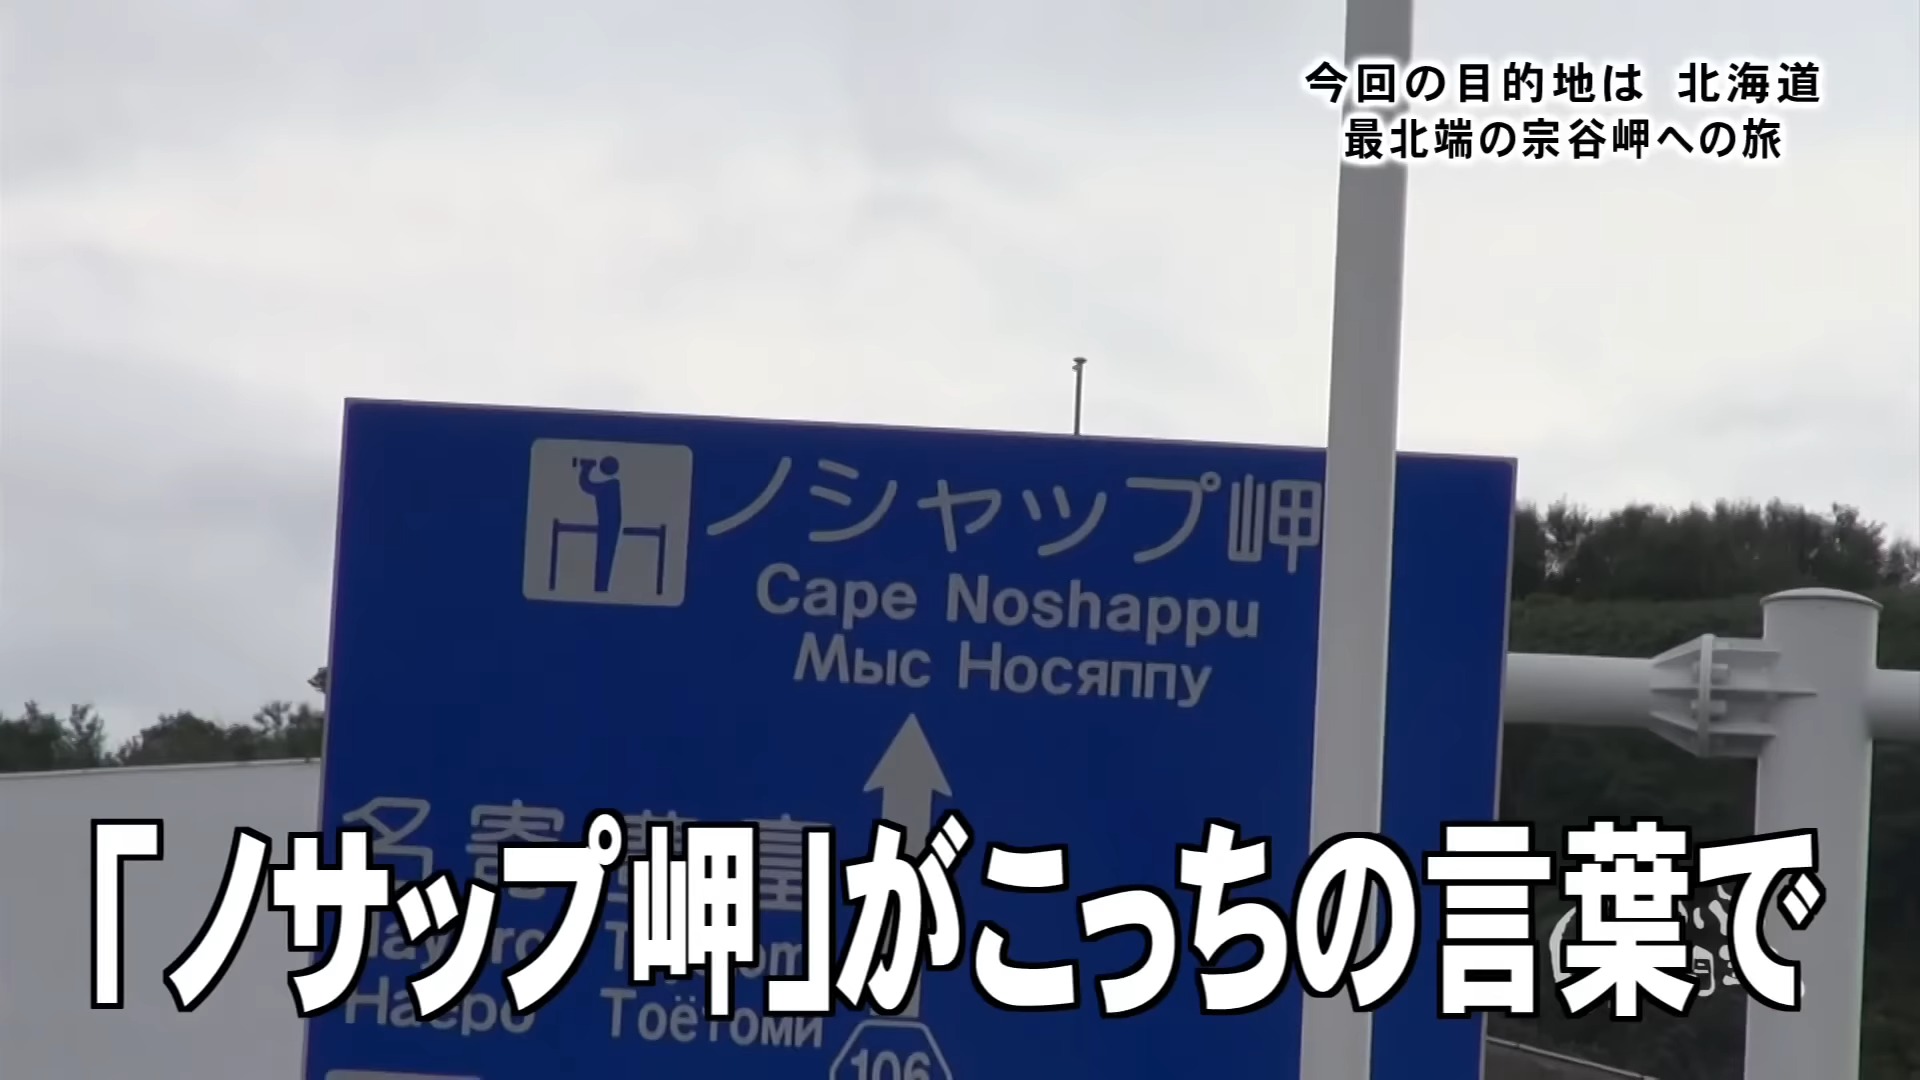 今回の目的地は 北海道
最北端の宗谷岬への旅
ノシャップ岬
Cape Noshappu
Мыс Носяппу
名寄
Наёро Тоётоми
「ノサップ岬」がこっちの言葉で
106